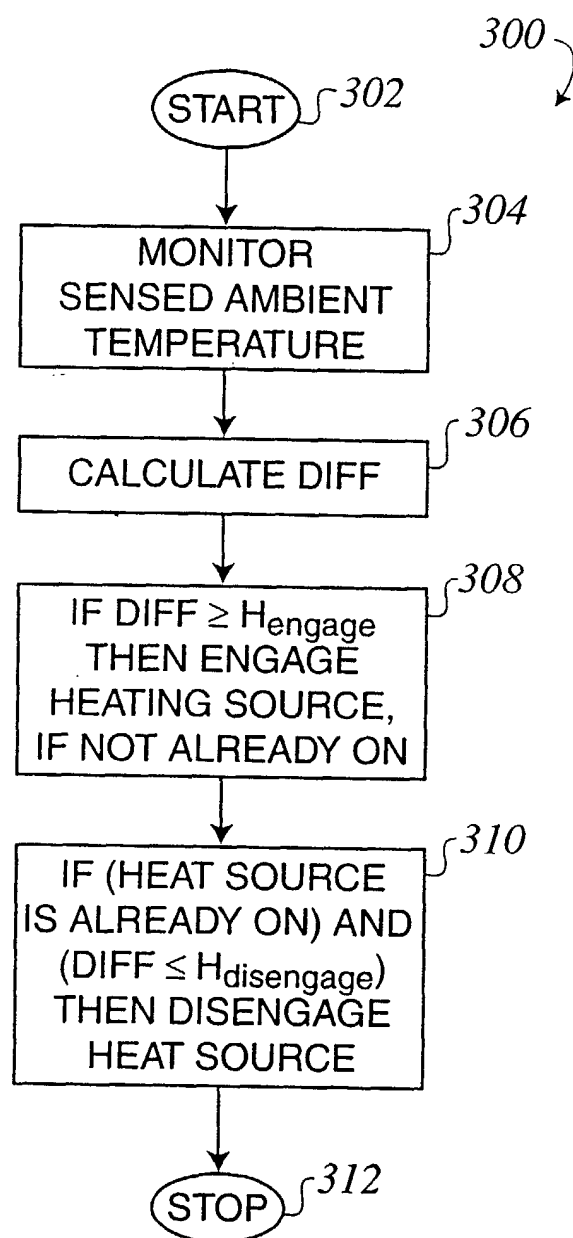 300
START
302
304
MONITOR
SENSED AMBIENT
TEMPERATURE
306
CALCULATE DIFF
308
IF DIFF ≥ Hengage
THEN ENGAGE
HEATING SOURCE,
IF NOT ALREADY ON
310
IF (HEAT SOURCE
IS ALREADY ON) AND
(DIFF ≤ Hdisengage)
THEN DISENGAGE
HEAT SOURCE
STOP
312